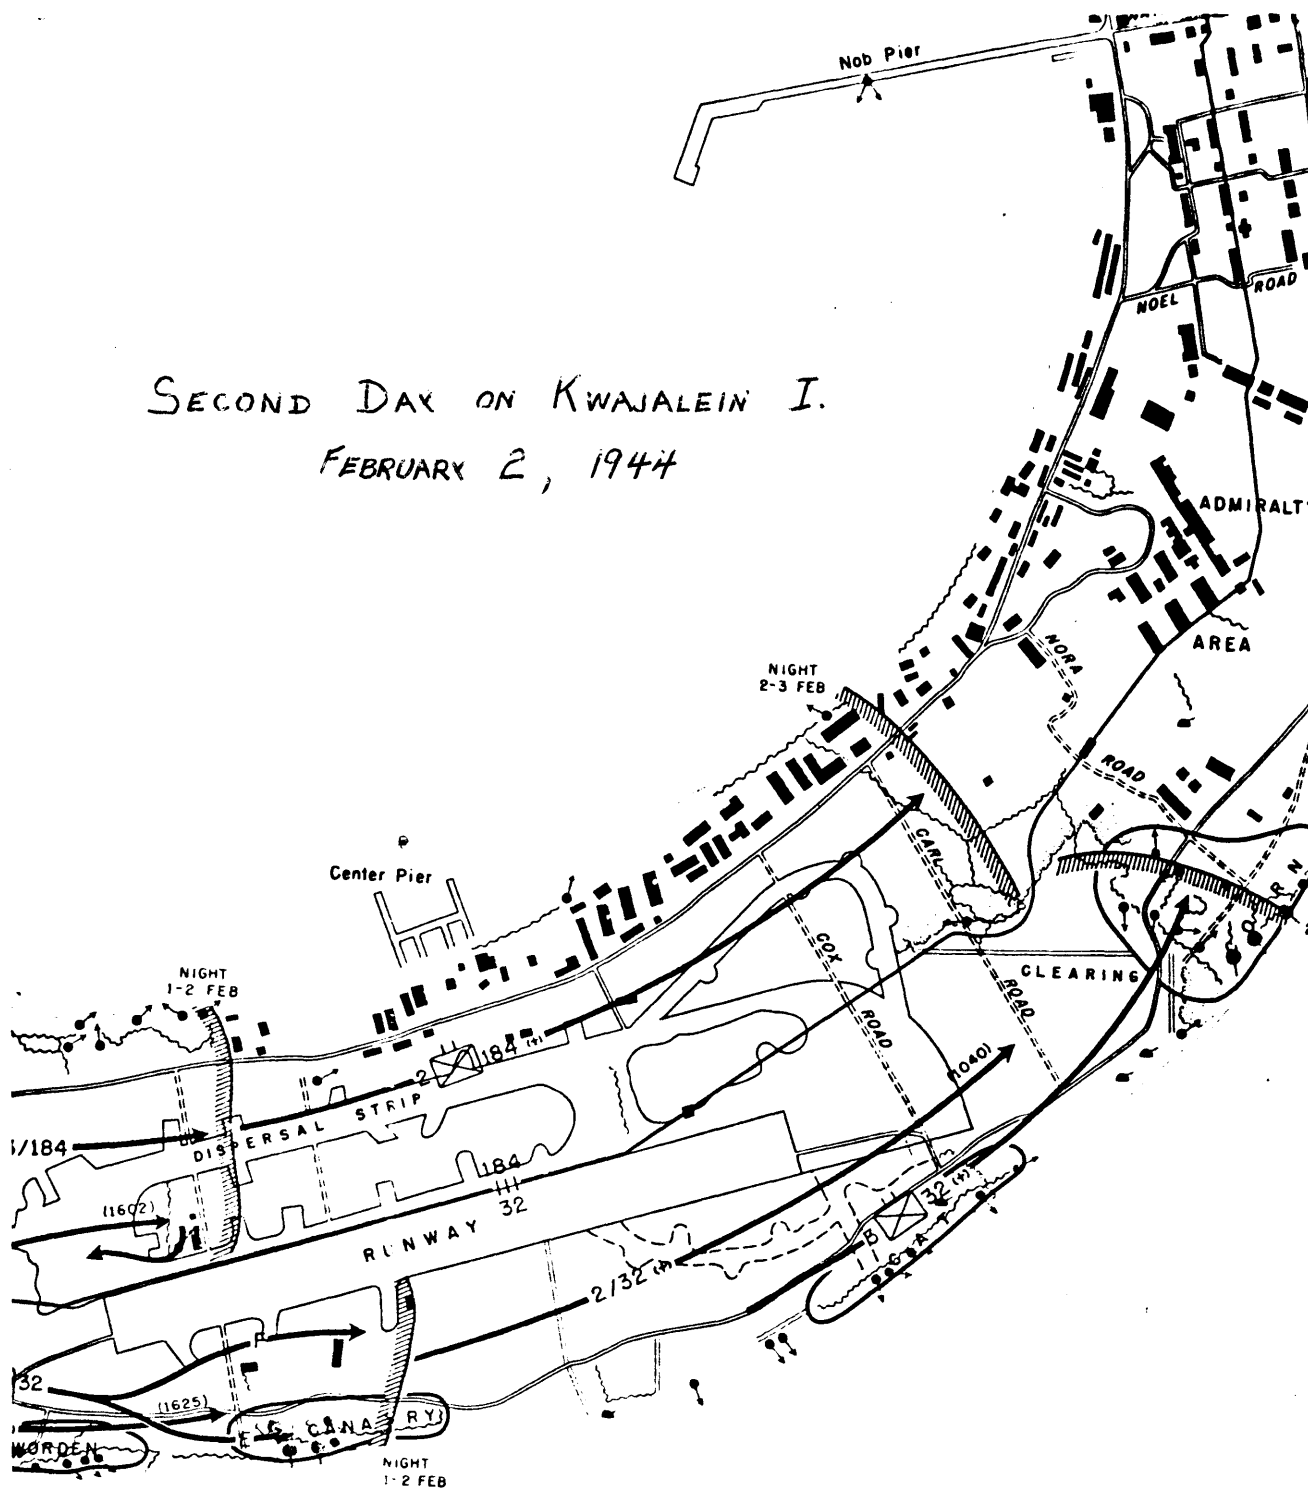 Nob Pier
NOEL
ROAD
SECOND DAY ON KWAJALEIN I.
FEBRUARY 2, 1944
AREA
NORA
ROAD
NIGHT
2-3 FEB
CARL
ROAD
COX
ROAD
CLEARING
Center Pier
NIGHT
1-2 FEB
2
184 (+)
(1040)
DISPERSAL STRIP
/184
184
32
(1602)
RUNWAY
32 (+)
B
2/32 (+)
32
(1625)
CANARY
WORDEN
NIGHT
1-2 FEB